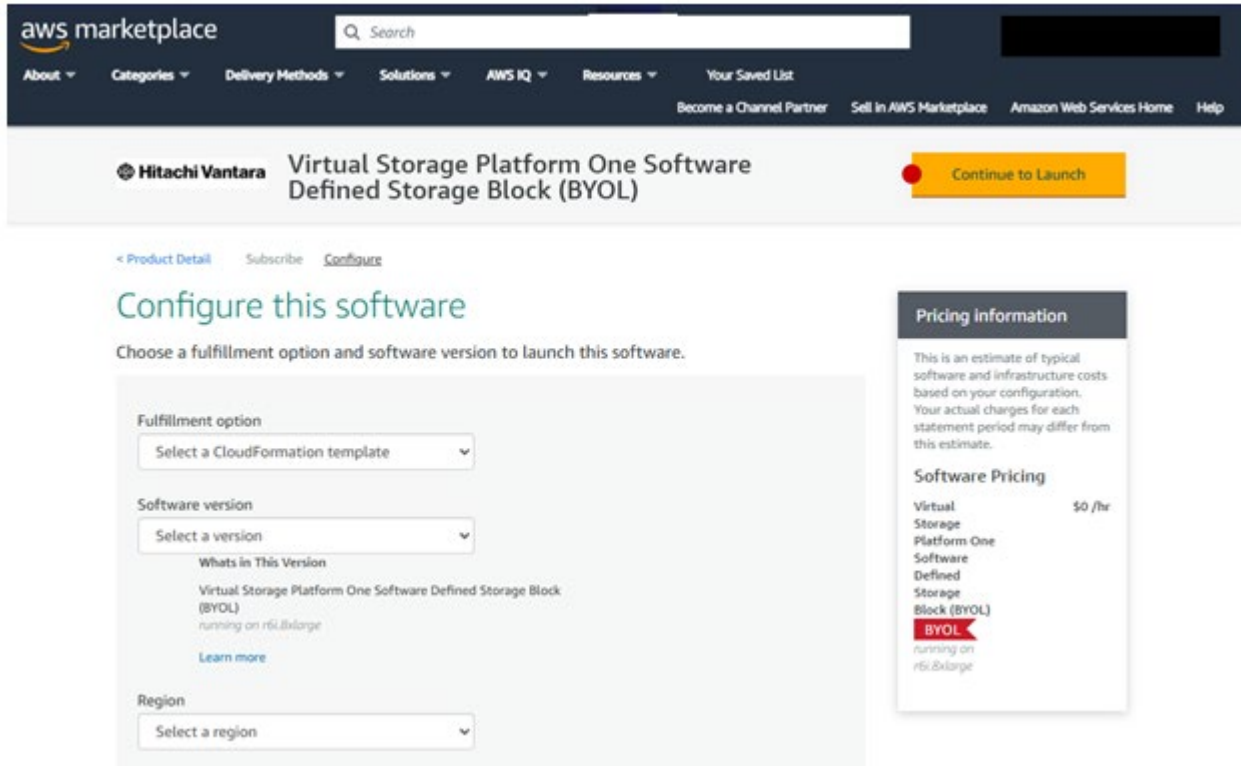 aws marketplace
Search
About
Categories
Delivery Methods
Solutions
AWS IQ
Resources
Your Saved List
Become a Channel Partner
Sell in AWS Marketplace
Amazon Web Services Home
Help
Hitachi Vantara
Virtual Storage Platform One Software
Defined Storage Block (BYOL)
Continue to Launch
< Product Detail
Subscribe
Configure
Configure this software
Choose a fulfillment option and software version to launch this software.
Fulfillment option
Select a CloudFormation template
Software version
Select a version
Whats in This Version
Virtual Storage Platform One Software Defined Storage Block
(BYOL)
running on r6i.8xlarge
Learn more
Region
Select a region
Pricing information
This is an estimate of typical
software and infrastructure costs
based on your configuration.
Your actual charges for each
statement period may differ from
this estimate.
Software Pricing
Virtual $0 /hr
Storage
Platform One
Software
Defined
Storage
Block (BYOL)
BYOL
running on
r6i.8xlarge